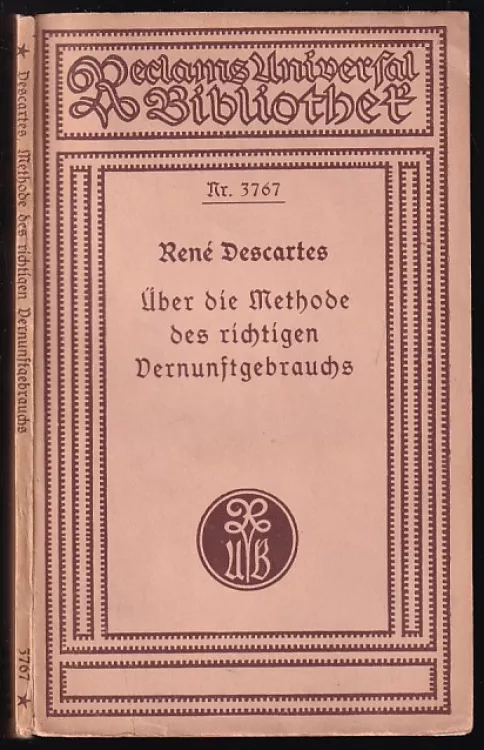 Reclams Universal
Bibliothek
Nr. 3767
René Descartes
Über die Methode
des richtigen
Vernunftgebrauchs
UB
Descartes, Methode des richtigen Vernunftgebrauchs
3767